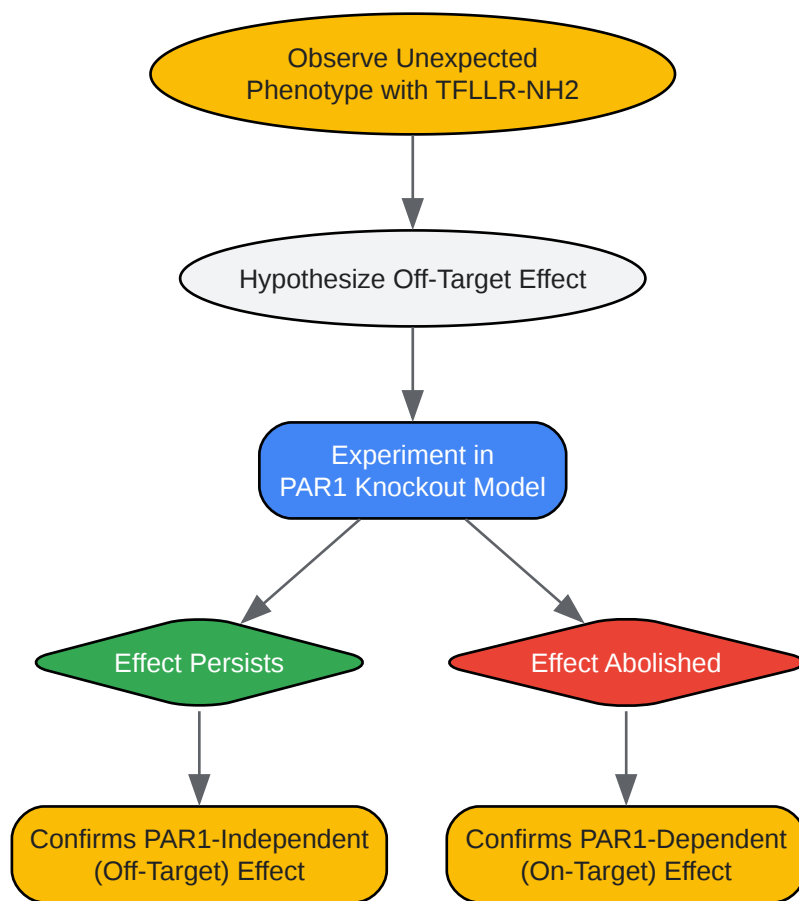 Observe Unexpected
Phenotype with TFLLR-NH2
Hypothesize Off-Target Effect
Experiment in
PAR1 Knockout Model
Effect Persists
Effect Abolished
Confirms PAR1-Independent
(Off-Target) Effect
Confirms PAR1-Dependent
(On-Target) Effect